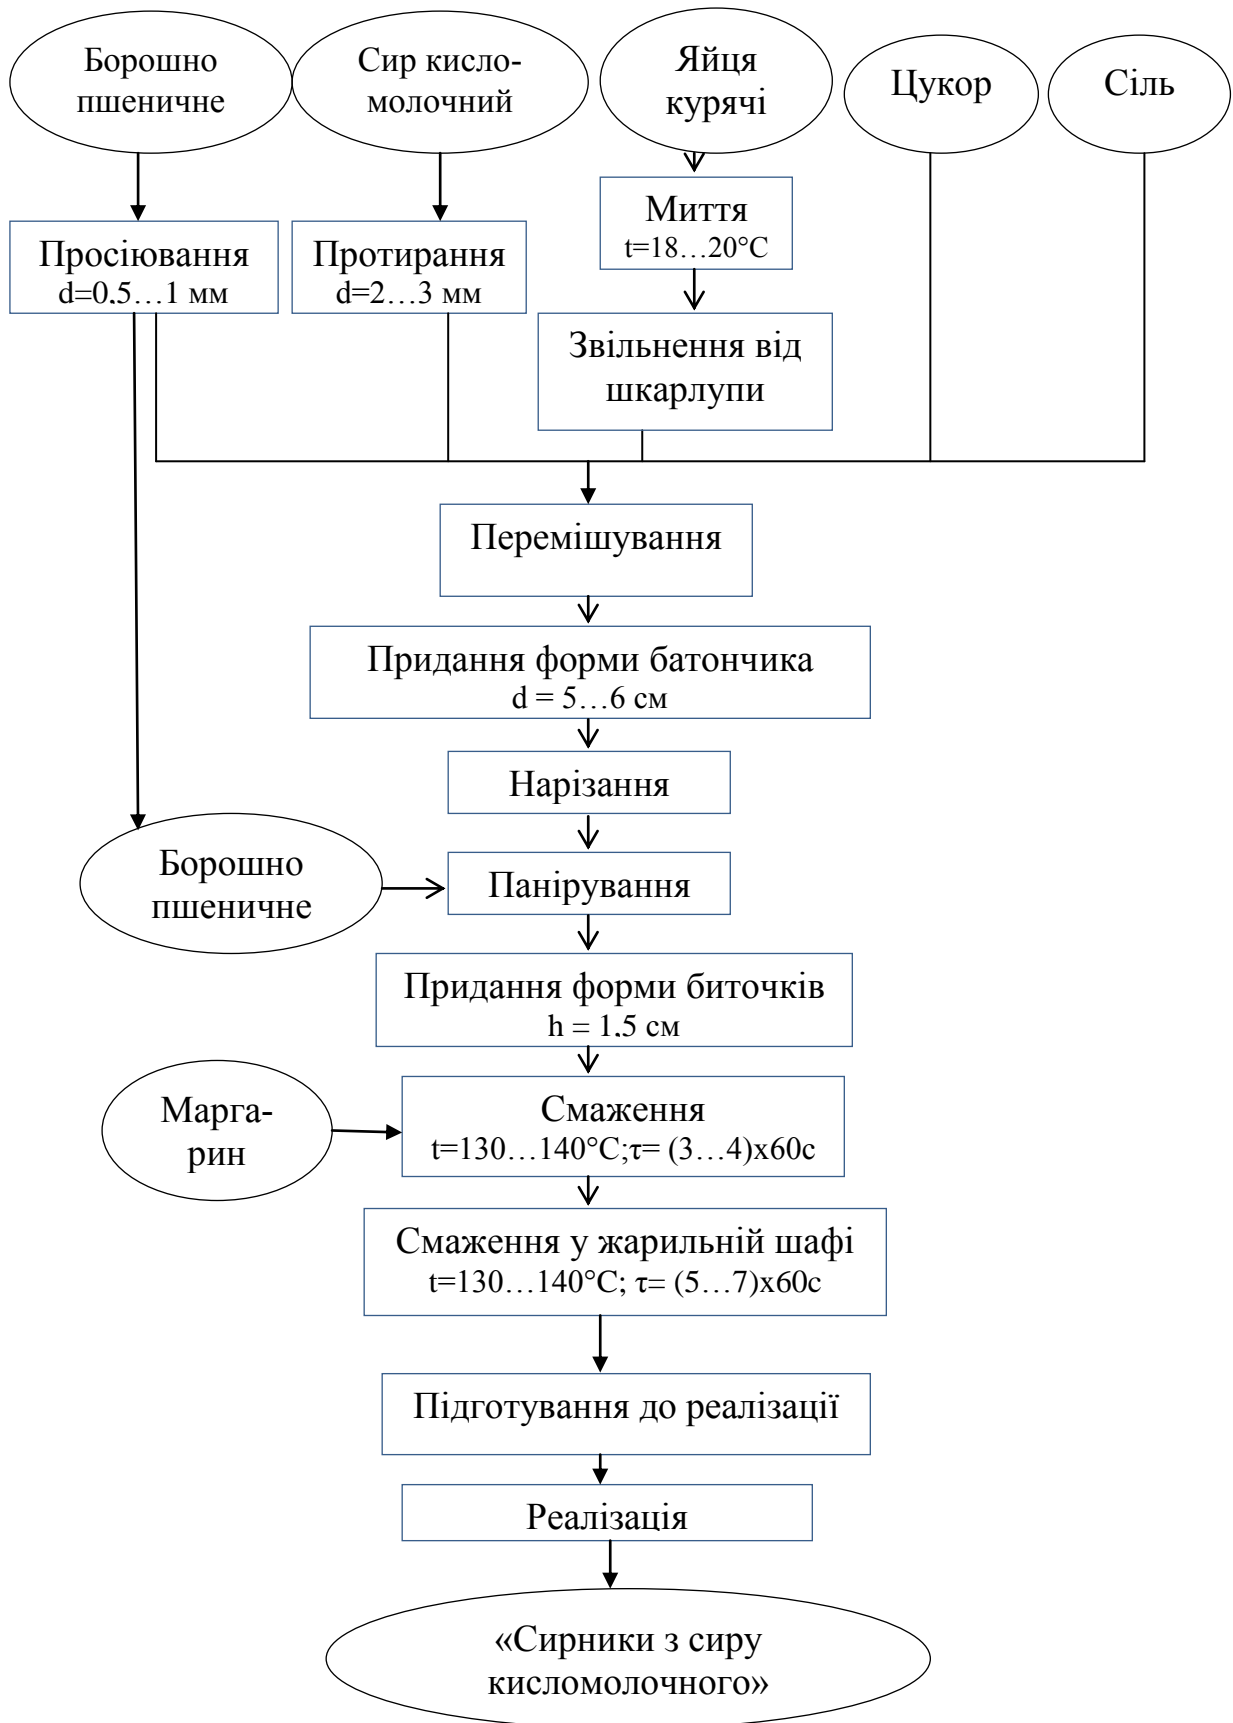 Борошно
пшеничне
Сир кисло-
молочний
Яйця
курячі
Цукор
Сіль
Просіювання
d=0,5…1 мм
Протирання
d=2…3 мм
Миття
t=18…20°С
Звільнення від
шкарлупи
Перемішування
Придання форми батончика
d = 5…6 см
Нарізання
Борошно
пшеничне
Панірування
Придання форми биточків
h = 1,5 см
Марга-
рин
Смаження
t=130…140°С;τ= (3…4)х60с
Смаження у жарильній шафі
t=130…140°С; τ= (5…7)х60с
Підготування до реалізації
Реалізація
«Сирники з сиру
кисломолочного»